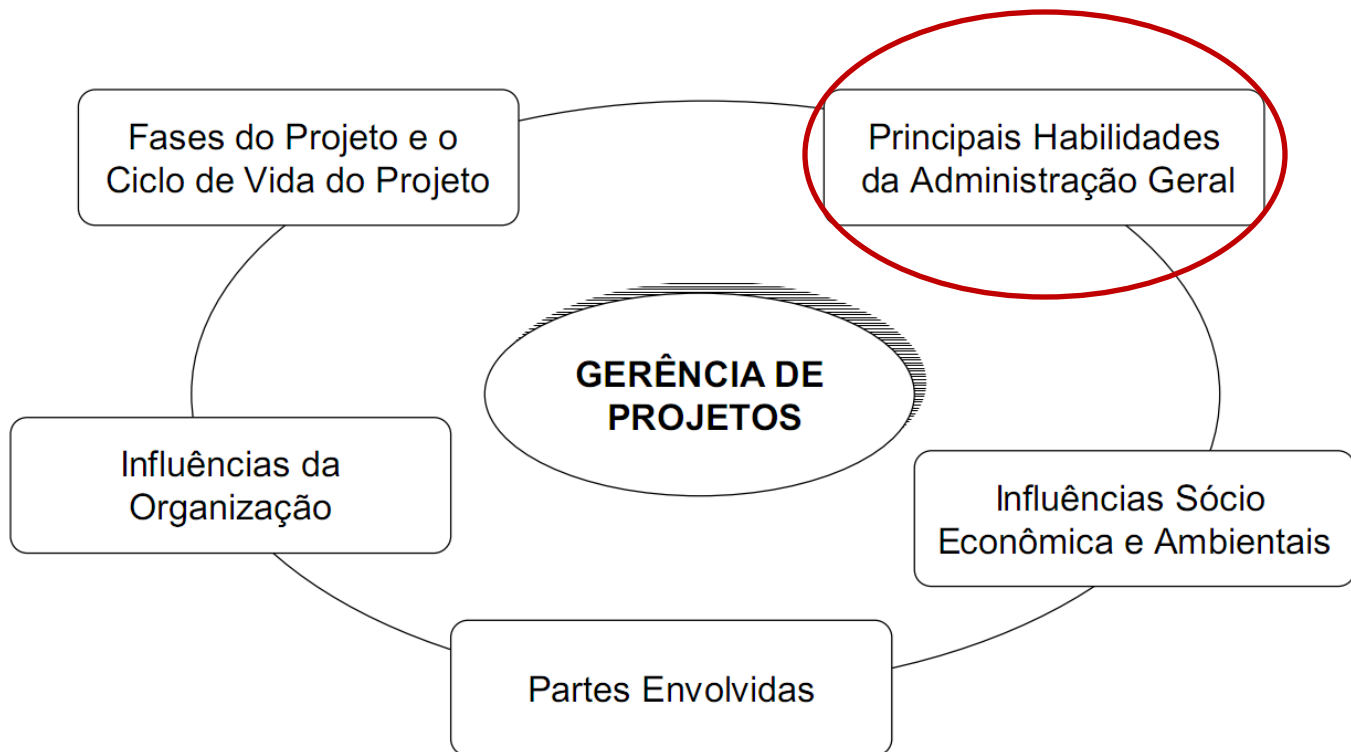 Fases do Projeto e o
Ciclo de Vida do Projeto
Principais Habilidades
da Administração Geral
GERÊNCIA DE
PROJETOS
Influências da
Organização
Influências Sócio
Econômica e Ambientais
Partes Envolvidas